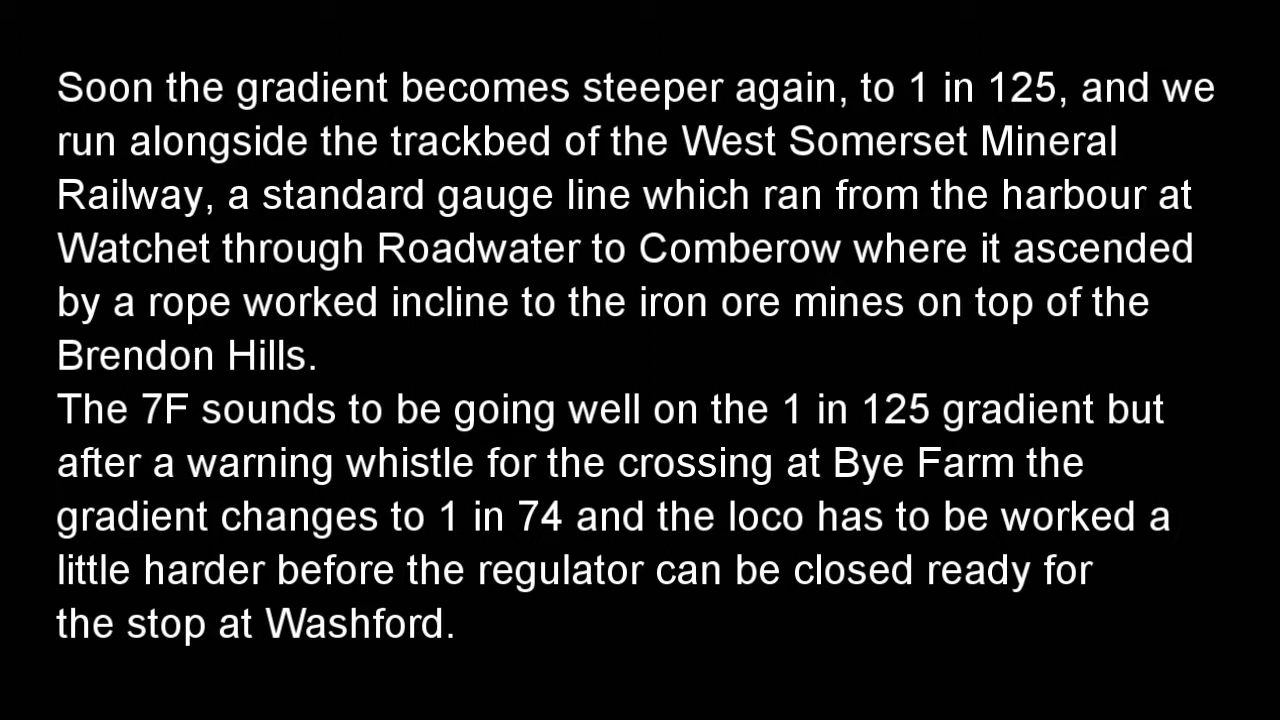 Soon the gradient becomes steeper again, to 1 in 125, and we
run alongside the trackbed of the West Somerset Mineral
Railway, a standard gauge line which ran from the harbour at
Watchet through Roadwater to Comberow where it ascended
by a rope worked incline to the iron ore mines on top of the
Brendon Hills.
The 7F sounds to be going well on the 1 in 125 gradient but
after a warning whistle for the crossing at Bye Farm the
gradient changes to 1 in 74 and the loco has to be worked a
little harder before the regulator can be closed ready for
the stop at Washford.